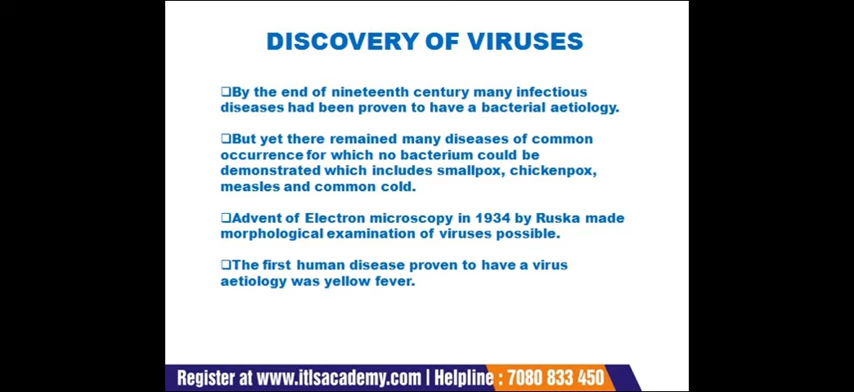 DISCOVERY OF VIRUSES
❑By the end of nineteenth century many infectious
diseases had been proven to have a bacterial aetiology.
❑But yet there remained many diseases of common
occurrence for which no bacterium could be
demonstrated which includes smallpox, chickenpox,
measles and common cold.
❑Advent of Electron microscopy in 1934 by Ruska made
morphological examination of viruses possible.
❑The first human disease proven to have a virus
aetiology was yellow fever.
Register at www.itlsacademy.com | Helpline : 7080 833 450